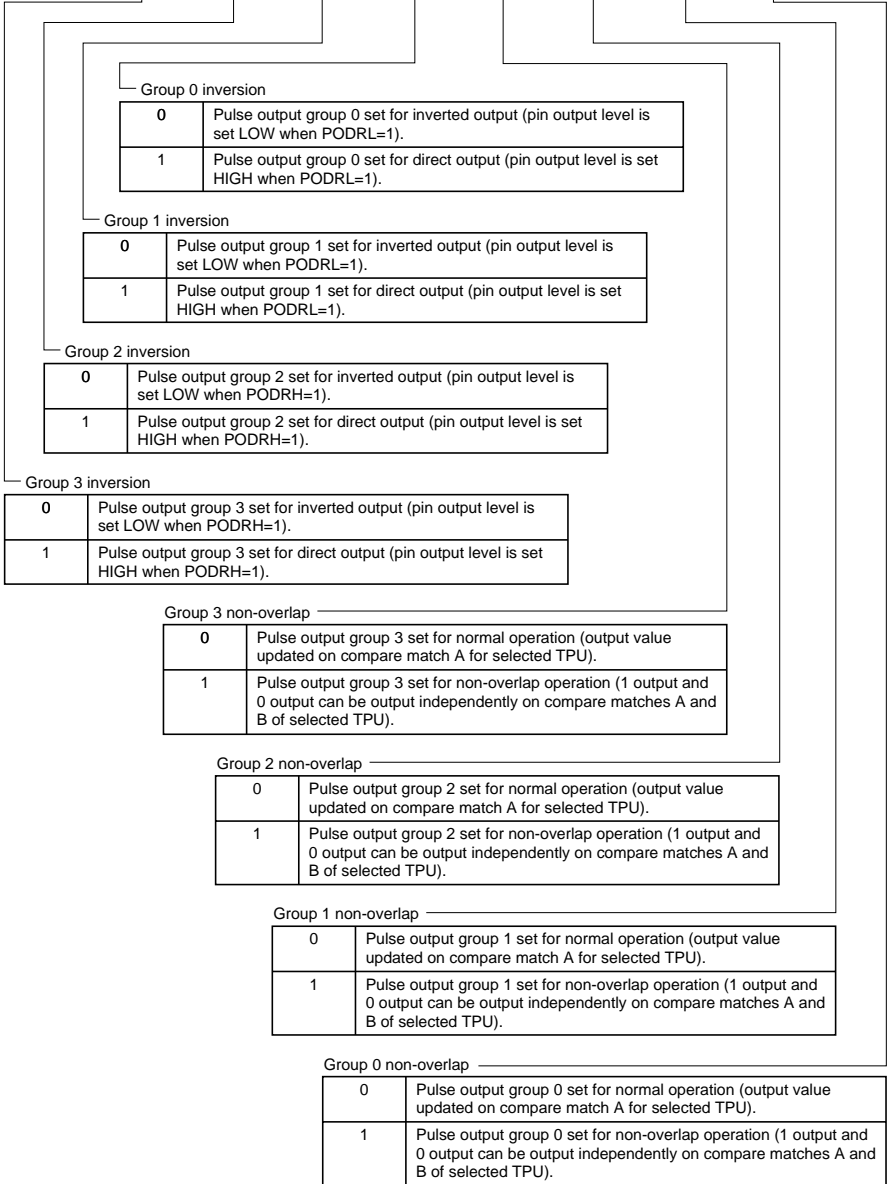 Group 0 inversion
0 Pulse output group 0 set for inverted output (pin output level is
set LOW when PODRL=1).
1 Pulse output group 0 set for direct output (pin output level is set
HIGH when PODRL=1).
Group 1 inversion
0 Pulse output group 1 set for inverted output (pin output level is
set LOW when PODRL=1).
1 Pulse output group 1 set for direct output (pin output level is set
HIGH when PODRL=1).
Group 2 inversion
0 Pulse output group 2 set for inverted output (pin output level is
set LOW when PODRH=1).
1 Pulse output group 2 set for direct output (pin output level is set
HIGH when PODRH=1).
Group 3 inversion
0 Pulse output group 3 set for inverted output (pin output level is
set LOW when PODRH=1).
1 Pulse output group 3 set for direct output (pin output level is set
HIGH when PODRH=1).
Group 3 non-overlap
0 Pulse output group 3 set for normal operation (output value
updated on compare match A for selected TPU).
1 Pulse output group 3 set for non-overlap operation (1 output and
0 output can be output independently on compare matches A and
B of selected TPU).
Group 2 non-overlap
0 Pulse output group 2 set for normal operation (output value
updated on compare match A for selected TPU).
1 Pulse output group 2 set for non-overlap operation (1 output and
0 output can be output independently on compare matches A and
B of selected TPU).
Group 1 non-overlap
0 Pulse output group 1 set for normal operation (output value
updated on compare match A for selected TPU).
1 Pulse output group 1 set for non-overlap operation (1 output and
0 output can be output independently on compare matches A and
B of selected TPU).
Group 0 non-overlap
0 Pulse output group 0 set for normal operation (output value
updated on compare match A for selected TPU).
1 Pulse output group 0 set for non-overlap operation (1 output and
0 output can be output independently on compare matches A and
B of selected TPU).